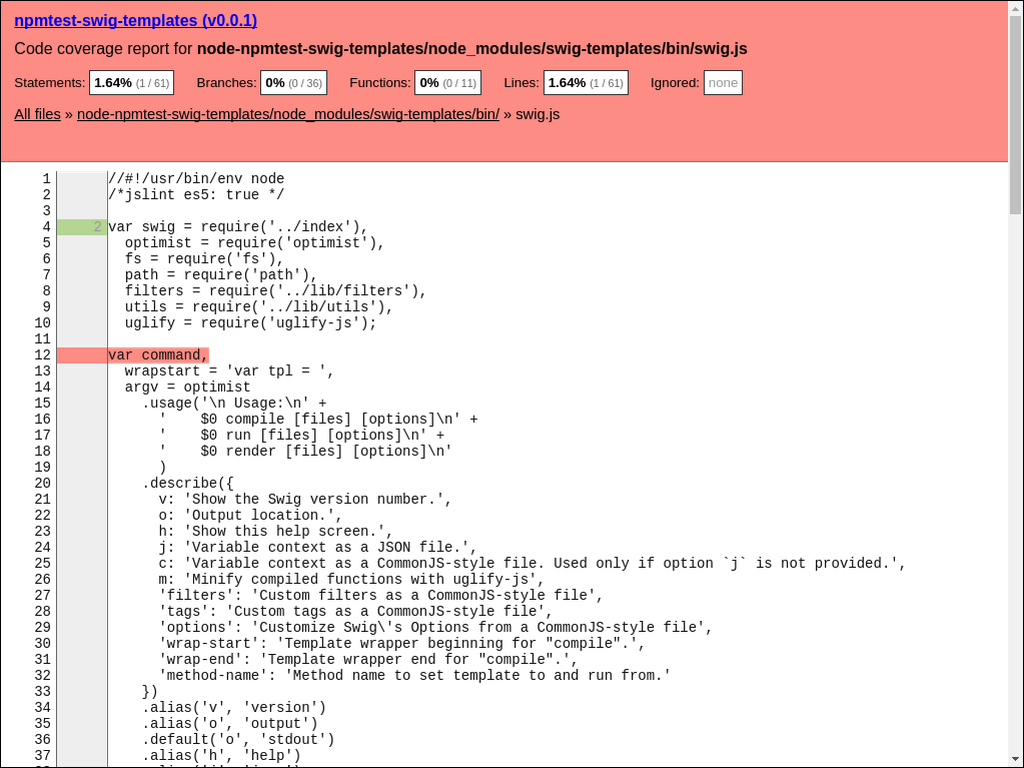 npmtest-swig-templates (v0.0.1)
Code coverage report for node-npmtest-swig-templates/node_modules/swig-templates/bin/swig.js
Statements: 1.64% (1 / 61) Branches: 0% (0 / 36) Functions: 0% (0 / 11) Lines: 1.64% (1 / 61) Ignored: none
All files » node-npmtest-swig-templates/node_modules/swig-templates/bin/ » swig.js
1 //#!/usr/bin/env node
2 /*jslint es5: true */
3
4 2 var swig = require('../index'),
5 optimist = require('optimist'),
6 fs = require('fs'),
7 path = require('path'),
8 filters = require('../lib/filters'),
9 utils = require('../lib/utils'),
10 uglify = require('uglify-js');
11
12 var command,
13 wrapstart = 'var tpl = ',
14 argv = optimist
15 .usage('\n Usage:\n' +
16 '    $0 compile [files] [options]\n' +
17 '    $0 run [files] [options]\n' +
18 '    $0 render [files] [options]\n'
19 )
20 .describe({
21 v: 'Show the Swig version number.',
22 o: 'Output location.',
23 h: 'Show this help screen.',
24 j: 'Variable context as a JSON file.',
25 c: 'Variable context as a CommonJS-style file. Used only if option `j` is not provided.',
26 m: 'Minify compiled functions with uglify-js',
27 'filters': 'Custom filters as a CommonJS-style file',
28 'tags': 'Custom tags as a CommonJS-style file',
29 'options': 'Customize Swig\'s Options from a CommonJS-style file',
30 'wrap-start': 'Template wrapper beginning for "compile".',
31 'wrap-end': 'Template wrapper end for "compile".',
32 'method-name': 'Method name to set template to and run from.'
33 })
34 .alias('v', 'version')
35 .alias('o', 'output')
36 .default('o', 'stdout')
37 .alias('h', 'help')